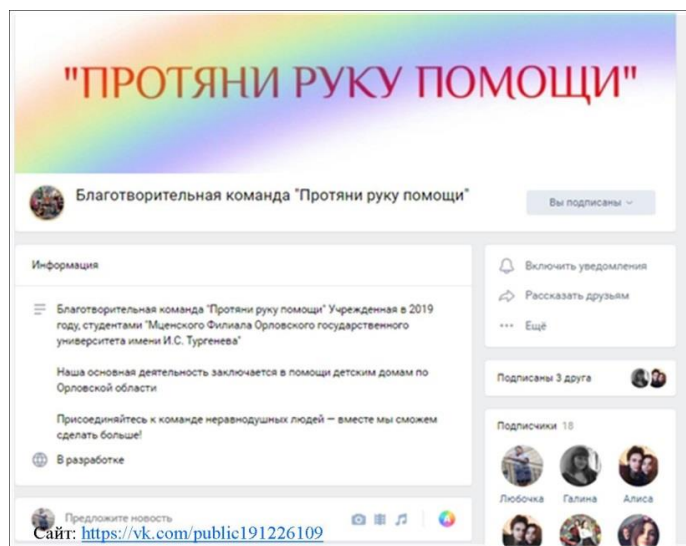 "ПРОТЯНИ РУКУ ПОМОЩИ"
Благотворительная команда "Протяни руку помощи"
Вы подписаны
Информация
Благотворительная команда "Протяни руку помощи" Учрежденная в 2019
году, студентами "Мценского Филиала Орловского государственного
университета имени И.С. Тургенева"
Наша основная деятельность заключается в помощи детским домам по
Орловской области
Присоединяйтесь к команде неравнодушных людей — вместе мы сможем
сделать больше!
В разработке
Предложите новость
Сайт: https://vk.com/public191226109
Включить уведомления
Рассказать друзьям
Ещё
Подписаны 3 друга
Подписчики 18
Любочка Галина Алиса